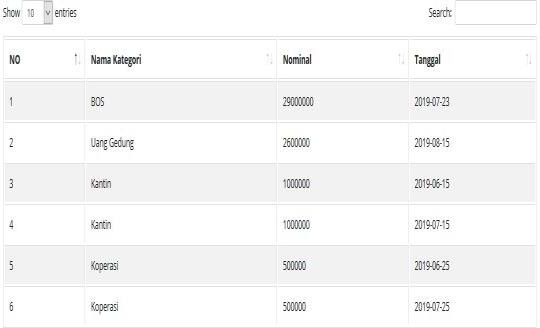 Show 10 entries Search:
NO Nama Kategori Nominal Tanggal
1 BOS 29000000 2019-07-23
2 Uang Gedung 2600000 2019-08-15
3 Kantin 1000000 2019-06-15
4 Kantin 1000000 2019-07-15
5 Koperasi 500000 2019-06-25
6 Koperasi 500000 2019-07-25